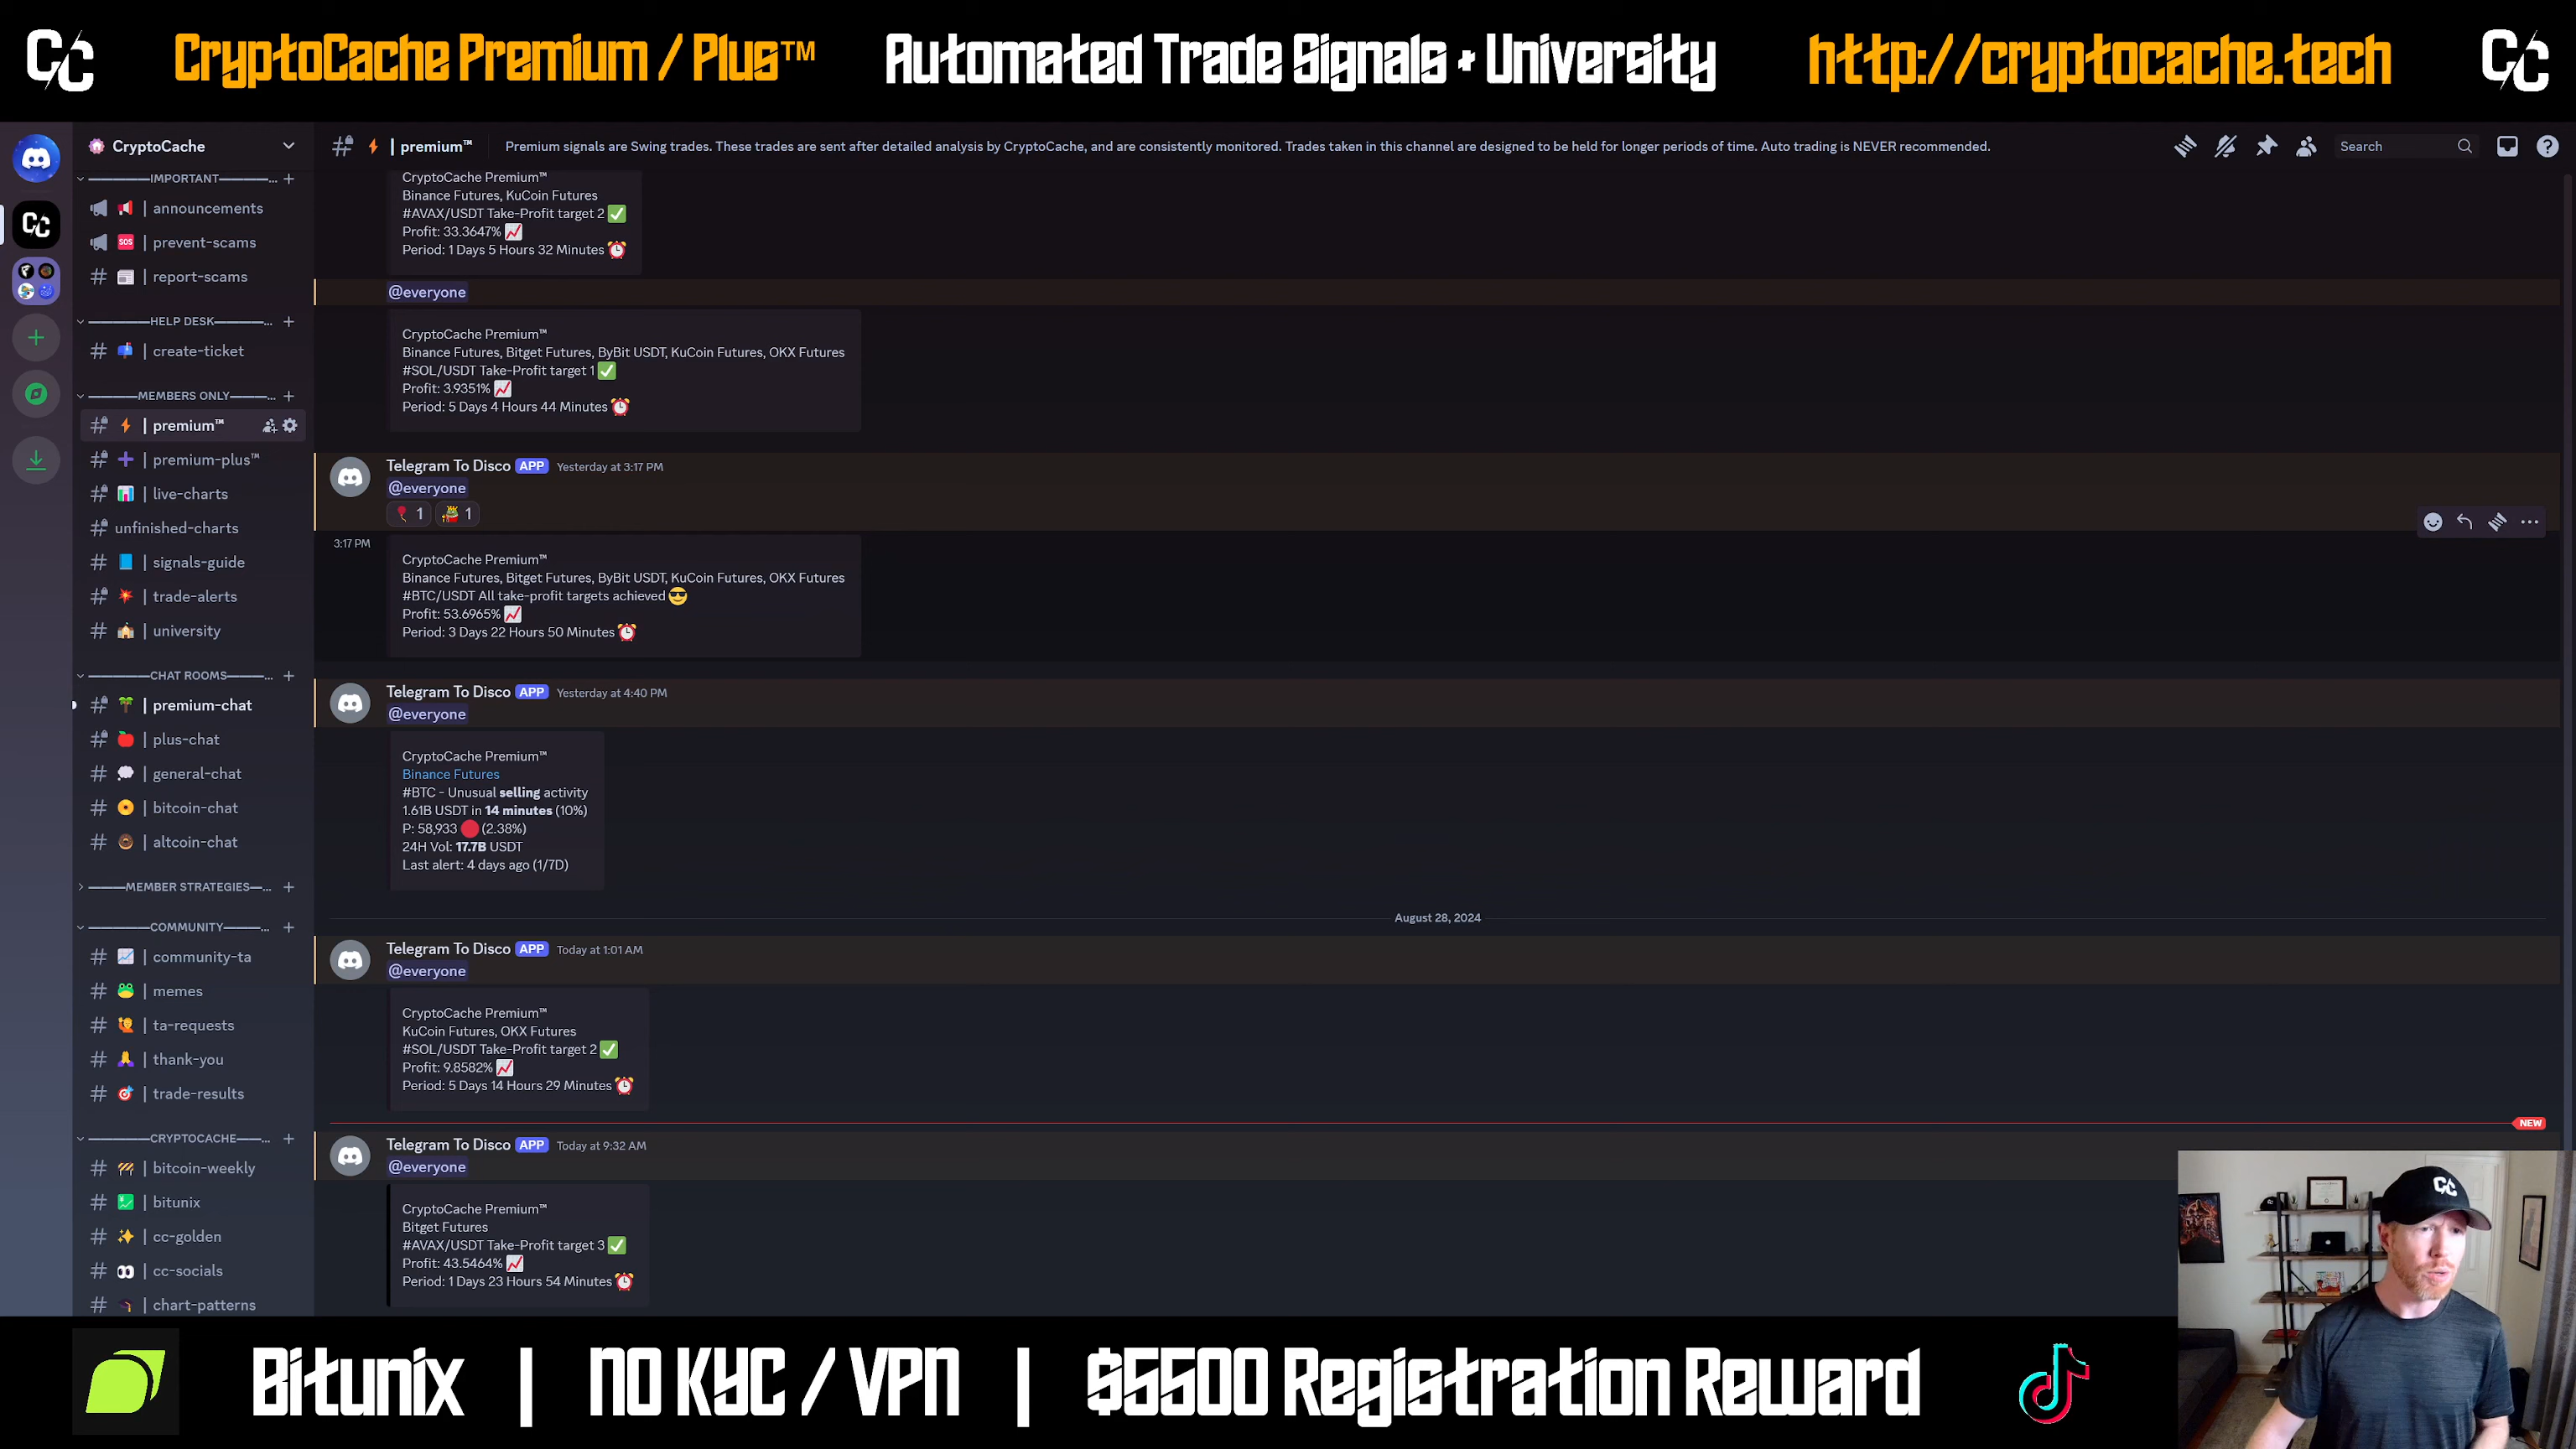 CC CryptoCache Premium / Plus™ Automated Trade Signals + University http://cryptocache.tech CC
CryptoCache
IMPORTANT
| announcements
SOS | prevent-scams
| report-scams
HELP DESK
| create-ticket
MEMBERS ONLY
| premium™
| premium-plus™
| live-charts
unfinished-charts
| signals-guide
| trade-alerts
| university
CHAT ROOMS
| premium-chat
| plus-chat
| general-chat
| bitcoin-chat
| altcoin-chat
MEMBER STRATEGIES
COMMUNITY
| community-ta
| memes
| ta-requests
| thank-you
| trade-results
CRYPTOCACHE
| bitcoin-weekly
| bitunix
| cc-golden
| cc-socials
| chart-patterns
| premium™ Premium signals are Swing trades. These trades are sent after detailed analysis by CryptoCache, and are consistently monitored. Trades taken in this channel are designed to be held for longer periods of time. Auto trading is NEVER recommended. Search
CryptoCache Premium™
Binance Futures, KuCoin Futures
#AVAX/USDT Take-Profit target 2 ✅
Profit: 33.3647% 📈
Period: 1 Days 5 Hours 32 Minutes ⏰
@everyone
CryptoCache Premium™
Binance Futures, Bitget Futures, ByBit USDT, KuCoin Futures, OKX Futures
#SOL/USDT Take-Profit target 1 ✅
Profit: 3.9351% 📈
Period: 5 Days 4 Hours 44 Minutes ⏰
Telegram To Disco APP Yesterday at 3:17 PM
@everyone
1 1
3:17 PM
CryptoCache Premium™
Binance Futures, Bitget Futures, ByBit USDT, KuCoin Futures, OKX Futures
#BTC/USDT All take-profit targets achieved 😎
Profit: 53.6965% 📈
Period: 3 Days 22 Hours 50 Minutes ⏰
Telegram To Disco APP Yesterday at 4:40 PM
@everyone
CryptoCache Premium™
Binance Futures
#BTC - Unusual selling activity
1.61B USDT in 14 minutes (10%)
P: 58,933 🔴 (2.38%)
24H Vol: 17.7B USDT
Last alert: 4 days ago (1/7D)
August 28, 2024
Telegram To Disco APP Today at 1:01 AM
@everyone
CryptoCache Premium™
KuCoin Futures, OKX Futures
#SOL/USDT Take-Profit target 2 ✅
Profit: 9.8582% 📈
Period: 5 Days 14 Hours 29 Minutes ⏰
NEW
Telegram To Disco APP Today at 9:32 AM
@everyone
CryptoCache Premium™
Bitget Futures
#AVAX/USDT Take-Profit target 3 ✅
Profit: 43.5464% 📈
Period: 1 Days 23 Hours 54 Minutes ⏰
CC
Bitunix | NO KYC / VPN | $5500 Registration Reward